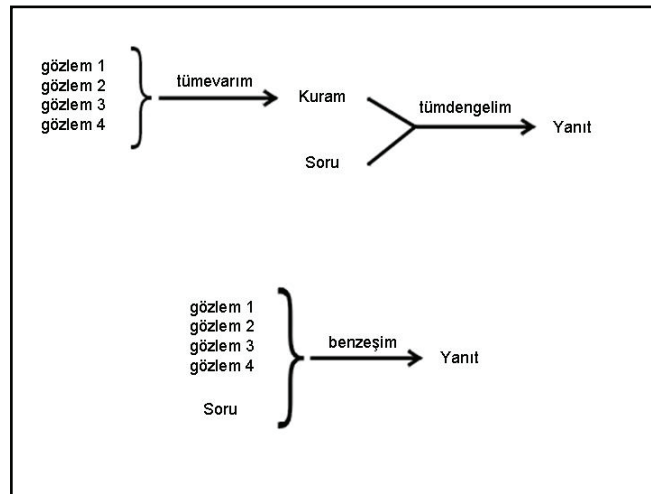 gözlem 1
gözlem 2
gözlem 3
gözlem 4
tümevarım
Kuram
Soru
tümdengelim
Yanıt
gözlem 1
gözlem 2
gözlem 3
gözlem 4
Soru
benzeşim
Yanıt